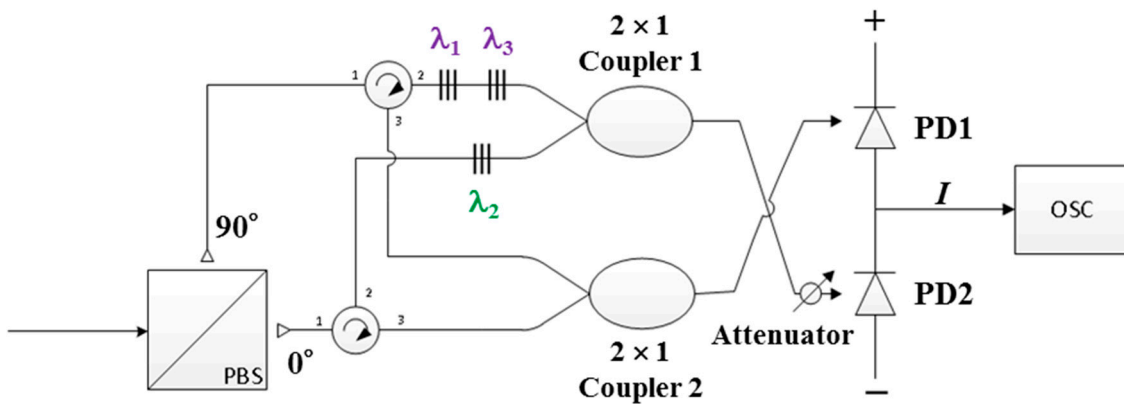 2 × 1
Coupler 1
λ1 λ3
+
1 2
3
PD1
λ2
I
OSC
90°
2
1 3
0°
PBS
PD2
Attenuator
2 × 1
Coupler 2
−